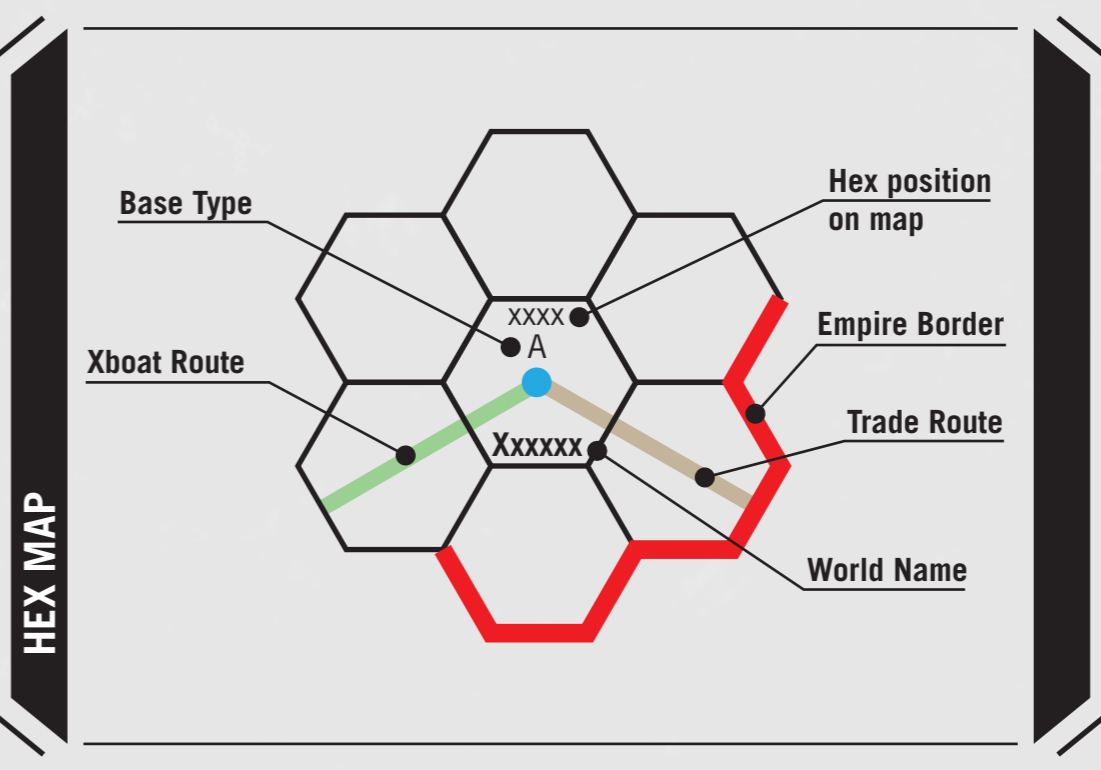 Hex position
on map
Base Type
xxxx
A
Empire Border
Xboat Route
Trade Route
Xxxxxx
World Name
HEX MAP